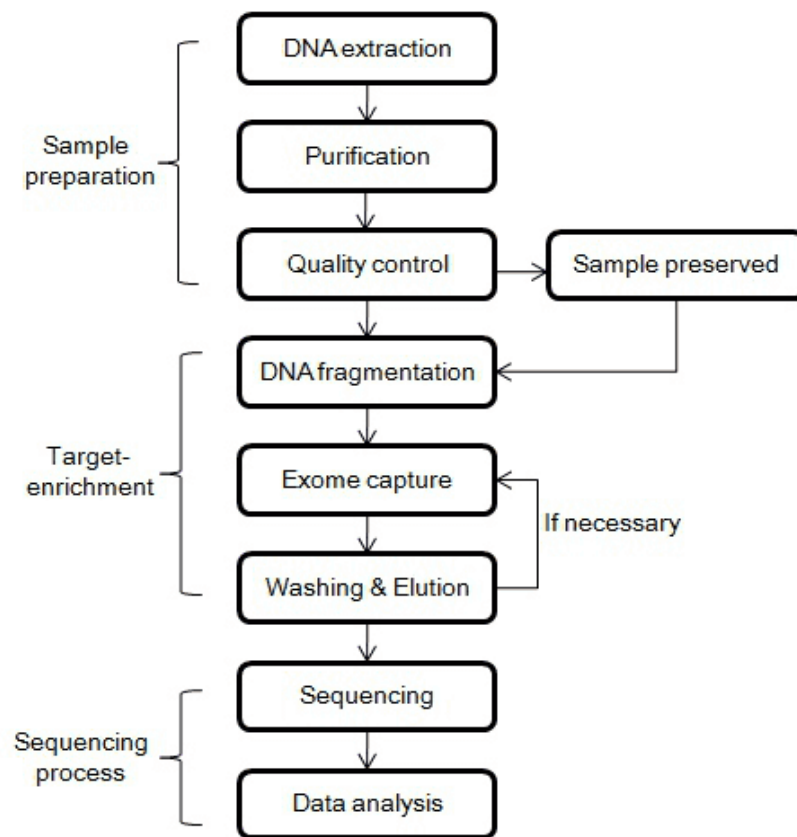 DNA extraction
Sample
preparation
Purification
Quality control
Sample preserved
DNA fragmentation
Target-
enrichment
Exome capture
If necessary
Washing & Elution
Sequencing
Sequencing
process
Data analysis